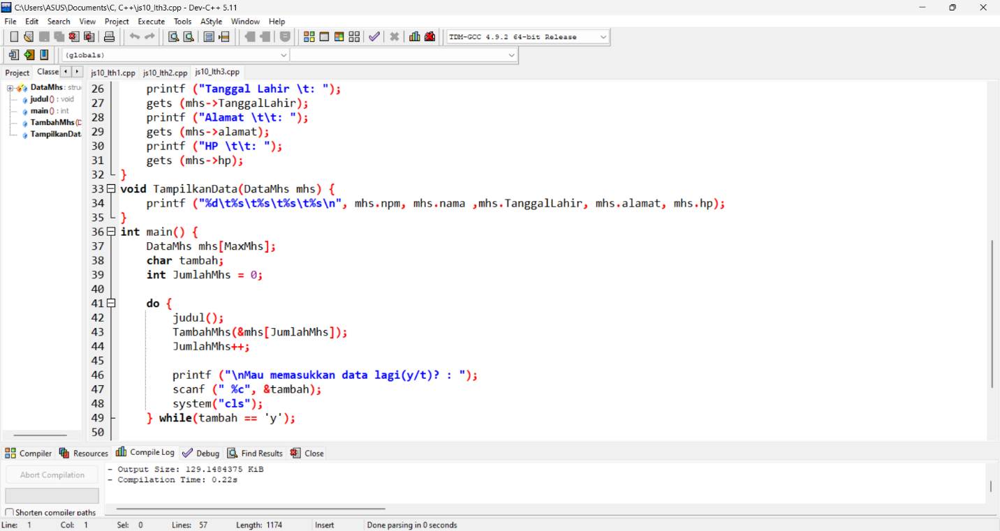 C:\Users\ASUS\Documents\C, C++\js10_lth3.cpp - Dev-C++ 5.11
File Edit Search View Project Execute Tools AStyle Window Help
TDM-GCC 4.9.2 64-bit Release
(globals)
Project Classe js10_lth1.cpp js10_lth2.cpp js10_lth3.cpp
DataMhs : stru
judul () : void
main () : int
TambahMhs (D
TampilkanDat
26 printf ("Tanggal Lahir \t: ");
27 gets (mhs->TanggalLahir);
28 printf ("Alamat \t\t: ");
29 gets (mhs->alamat);
30 printf ("HP \t\t: ");
31 gets (mhs->hp);
32 }
33 void TampilkanData(DataMhs mhs) {
34 printf ("%d\t%s\t%s\t%s\t%s\n", mhs.npm, mhs.nama ,mhs.TanggalLahir, mhs.alamat, mhs.hp);
35 }
36 int main() {
37 DataMhs mhs[MaxMhs];
38 char tambah;
39 int JumlahMhs = 0;
40
41 do {
42 judul();
43 TambahMhs(&mhs[JumlahMhs]);
44 JumlahMhs++;
45
46 printf ("\nMau memasukkan data lagi(y/t)? : ");
47 scanf (" %c", &tambah);
48 system("cls");
49 } while(tambah == 'y');
50
Compiler Resources Compile Log Debug Find Results Close
Abort Compilation
Shorten compiler paths
- Output Size: 129.1484375 KiB
- Compilation Time: 0.22s
Line: 1 Col: 1 Sel: 0 Lines: 57 Length: 1174 Insert Done parsing in 0 seconds